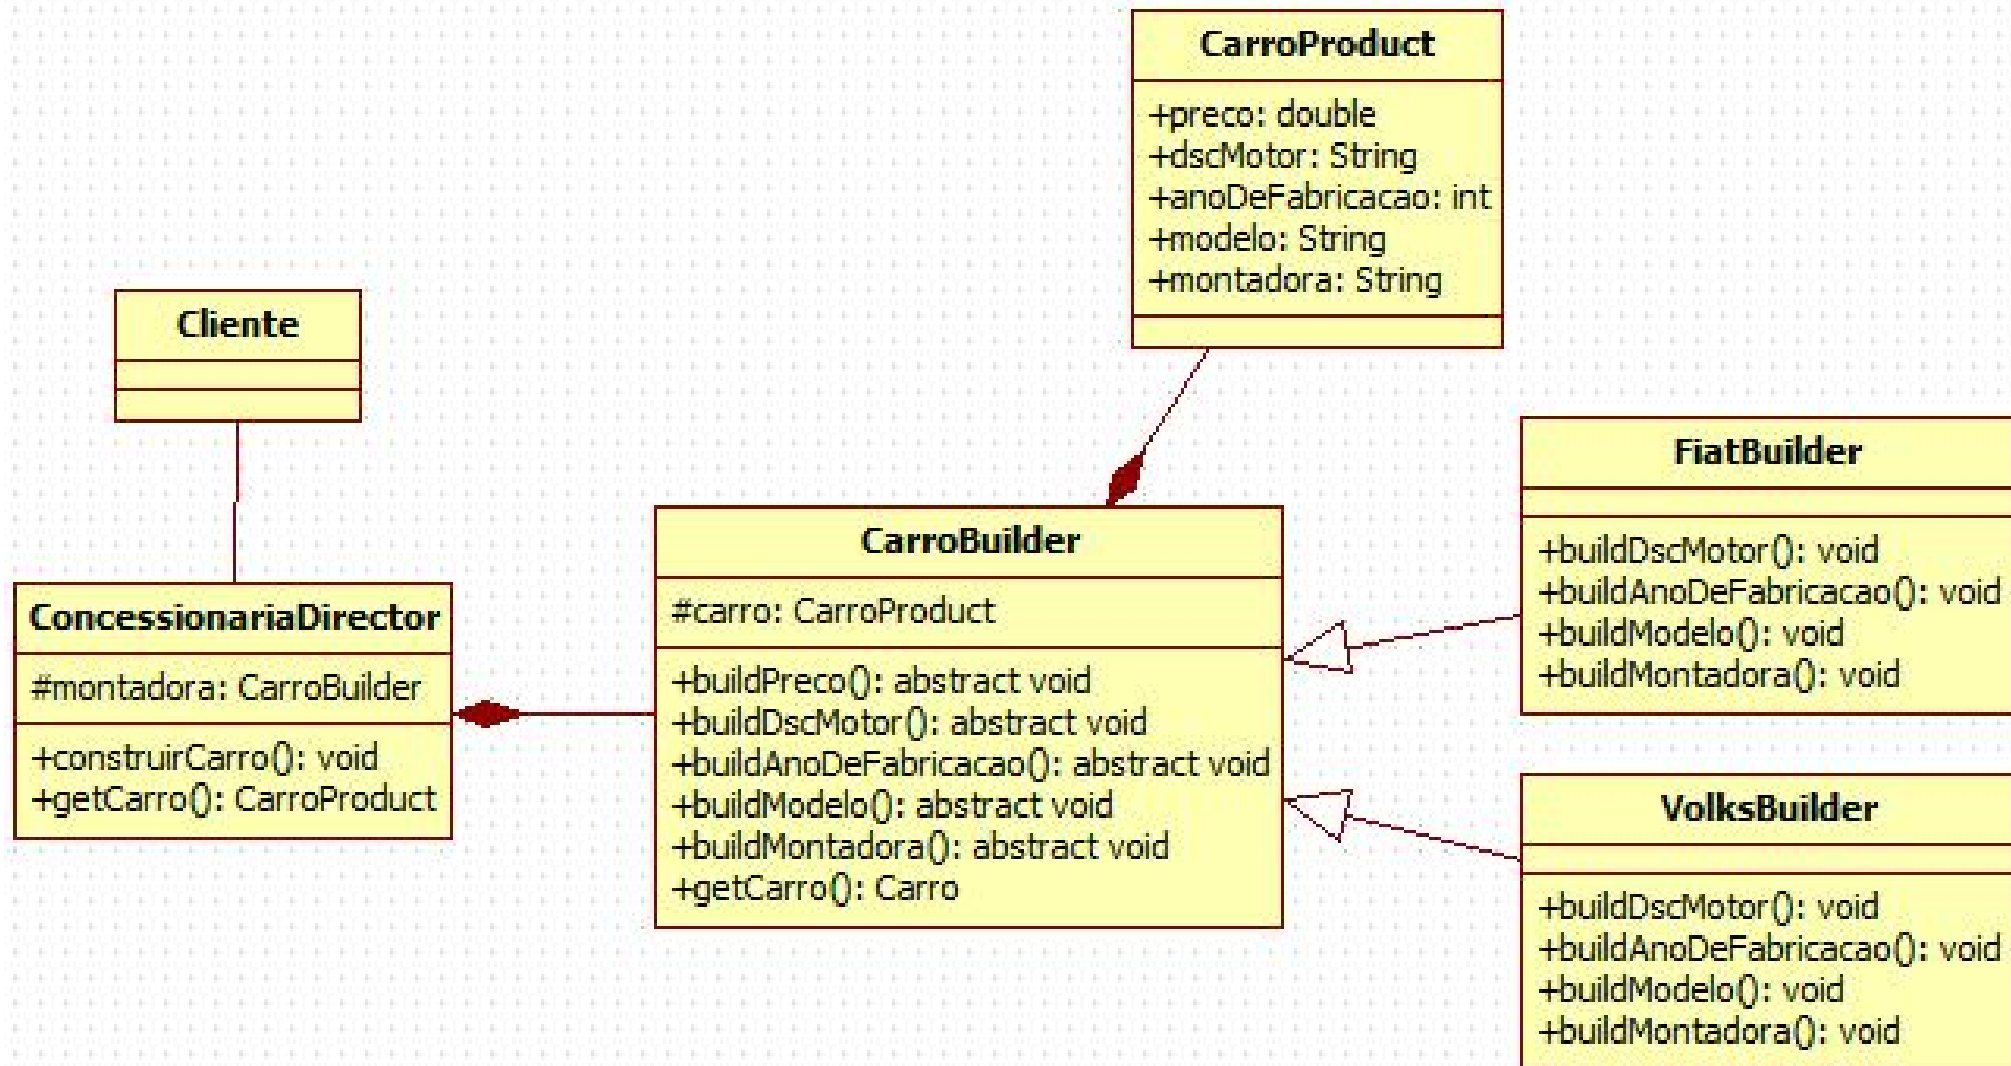 CarroProduct
+preco: double
+dscMotor: String
+anoDeFabricacao: int
+modelo: String
+montadora: String
Cliente
ConcessionariaDirector
#montadora: CarroBuilder
+construirCarro(): void
+getCarro(): CarroProduct
CarroBuilder
#carro: CarroProduct
+buildPreco(): abstract void
+buildDscMotor(): abstract void
+buildAnoDeFabricacao(): abstract void
+buildModelo(): abstract void
+buildMontadora(): abstract void
+getCarro(): Carro
FiatBuilder
+buildDscMotor(): void
+buildAnoDeFabricacao(): void
+buildModelo(): void
+buildMontadora(): void
VolksBuilder
+buildDscMotor(): void
+buildAnoDeFabricacao(): void
+buildModelo(): void
+buildMontadora(): void